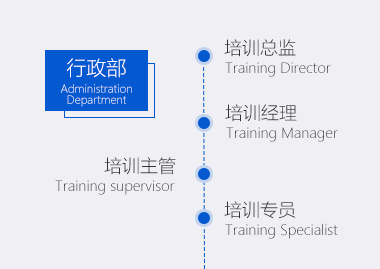 行政部
Administration
Department
培训总监
Training Director
培训经理
Training Manager
培训主管
Training supervisor
培训专员
Training Specialist